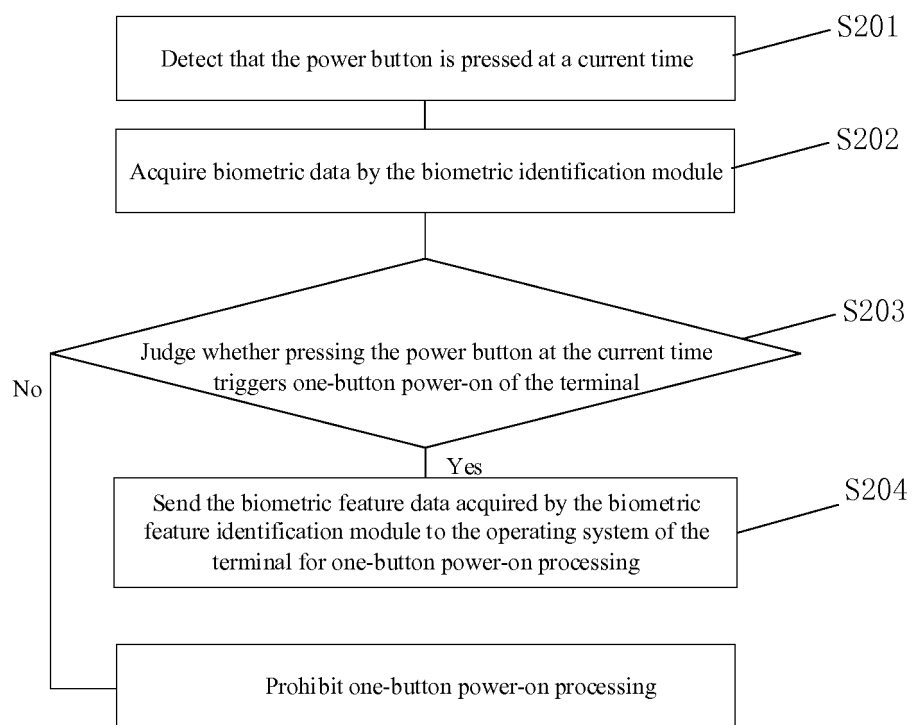 S201
Detect that the power button is pressed at a current time
S202
Acquire biometric data by the biometric identification module
S203
Judge whether pressing the power button at the current time
triggers one-button power-on of the terminal
No
Yes
S204
Send the biometric feature data acquired by the biometric
feature identification module to the operating system of the
terminal for one-button power-on processing
Prohibit one-button power-on processing